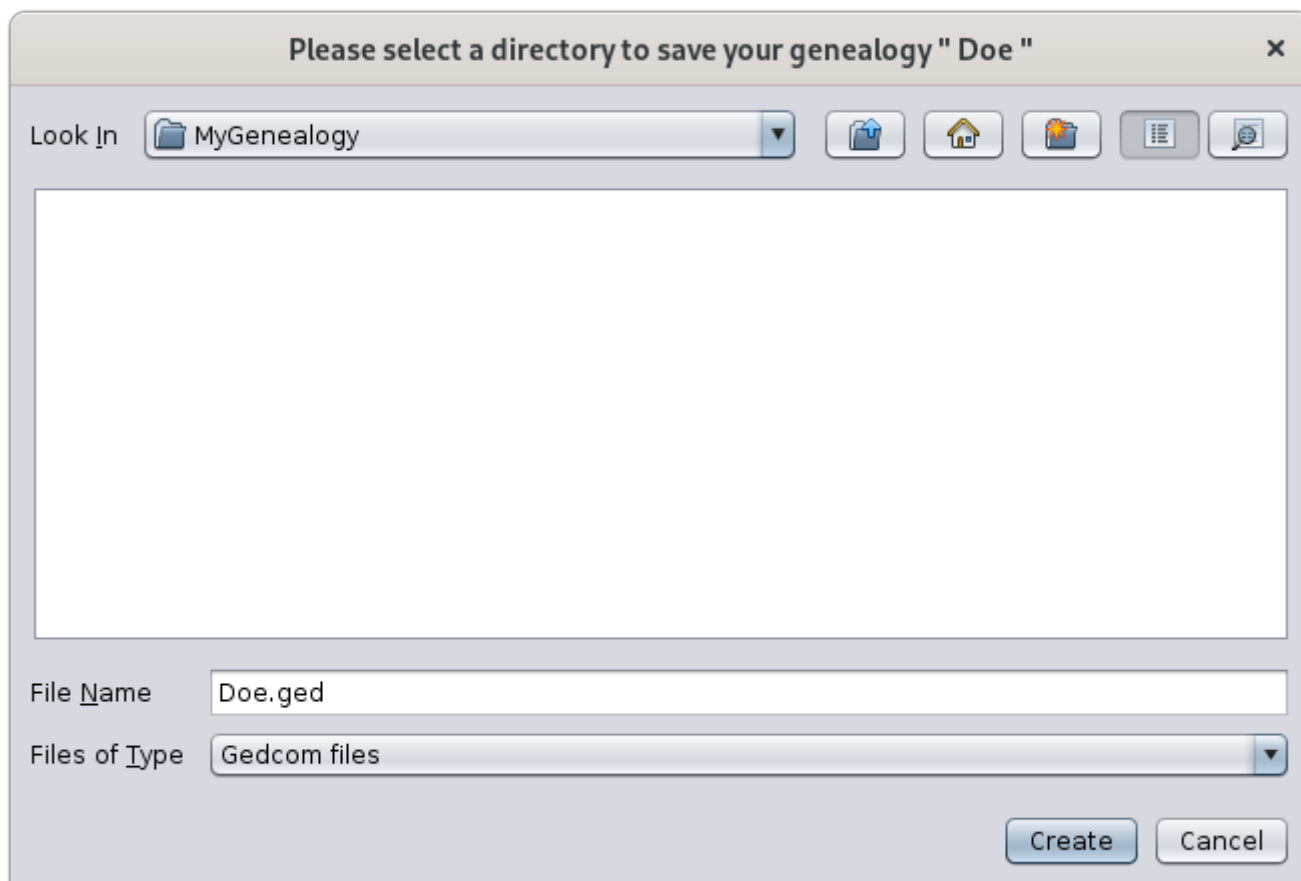 Please select a directory to save your genealogy " Doe "
Look In MyGenealogy
File Name Doe.ged
Files of Type Gedcom files
Create Cancel